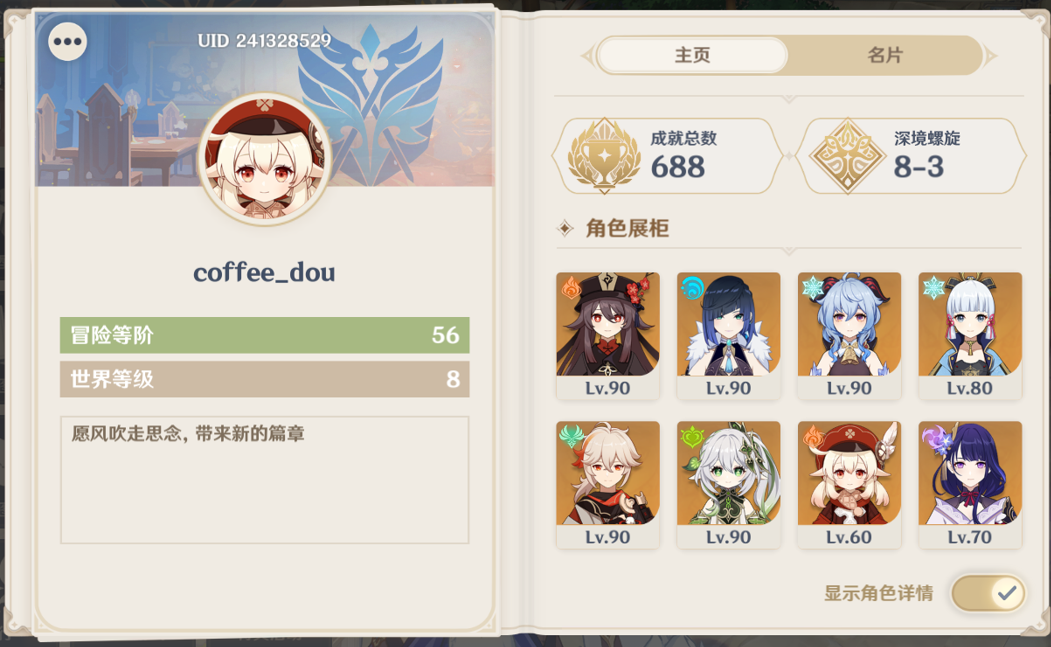 UID 241328529
coffee_dou
冒险等阶 56
世界等级 8
愿风吹走思念, 带来新的篇章
主页
名片
成就总数
688
深境螺旋
8-3
角色展柜
Lv.90
Lv.90
Lv.90
Lv.80
Lv.90
Lv.90
Lv.60
Lv.70
显示角色详情